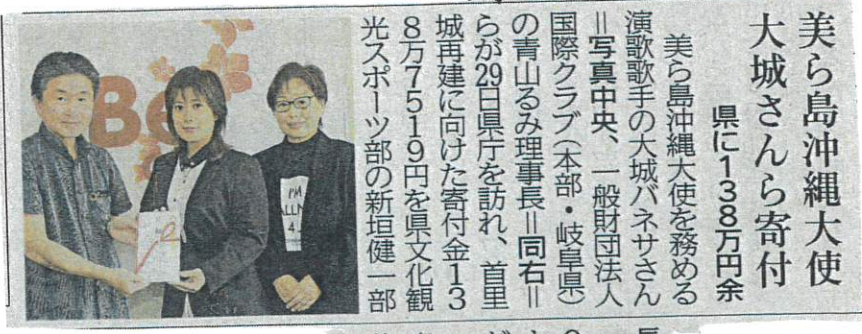 美ら島沖縄大使
大城さんら寄付
県に138万円余
美ら島沖縄大使を務める
演歌歌手の大城バネサさん
＝写真中央、一般財団法人
国際クラブ（本部・岐阜県）
の青山るみ理事長＝同右＝
らが29日県庁を訪れ、首里
城再建に向けた寄付金13
8万7519円を県文化観
光スポーツ部の新垣健一部
Be
I'M
4